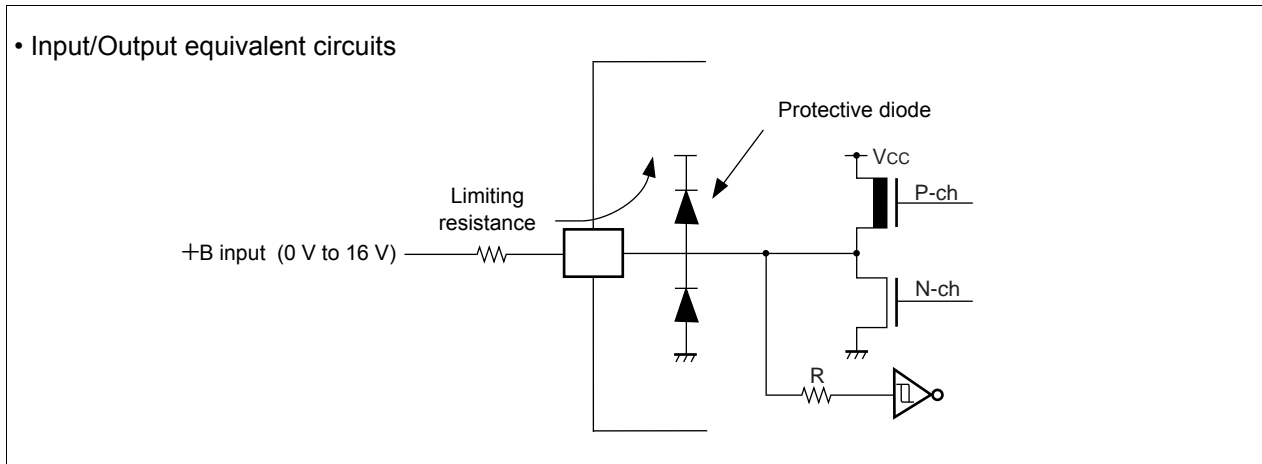 • Input/Output equivalent circuits
Protective diode
Vcc
P-ch
Limiting
resistance
+B input (0 V to 16 V)
N-ch
R